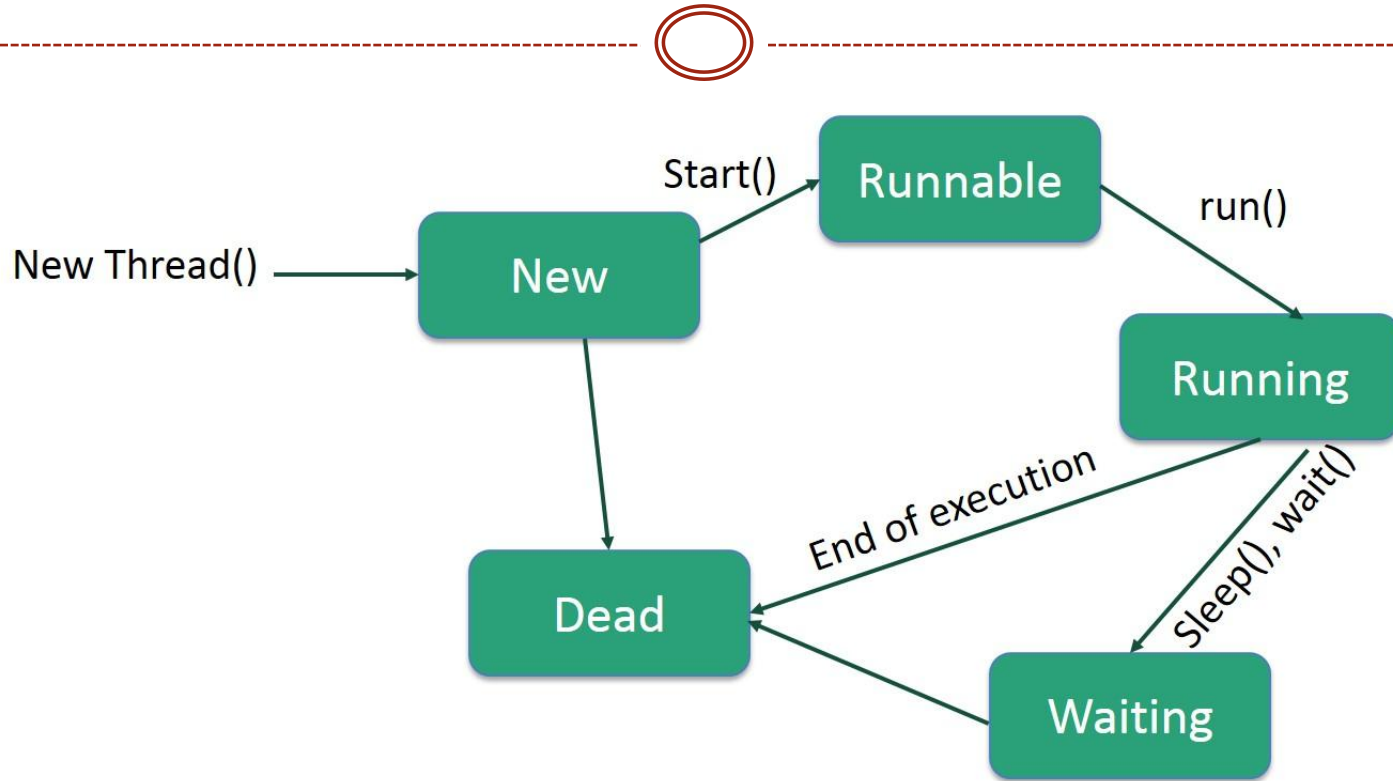 Start()
Runnable
run()
New Thread()
New
Running
End of execution
Sleep(), wait()
Dead
Waiting